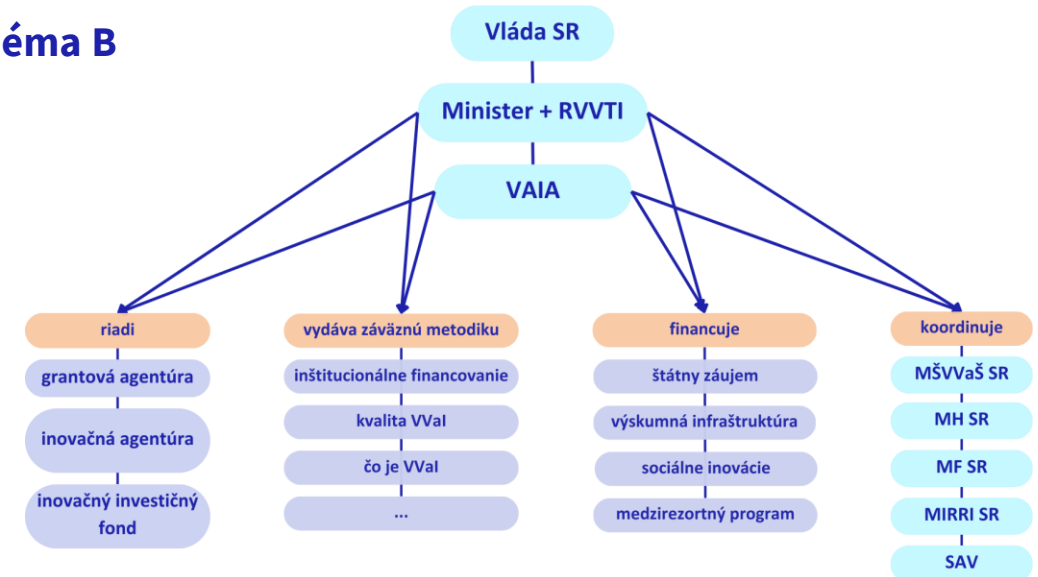 éma B
Vláda SR
Minister + RVVTI
VAIA
riadi
grantová agentúra
inovačná agentúra
inovačný investičný
fond
vydáva záväznú metodiku
inštitucionálne financovanie
kvalita VVaI
čo je VVaI
...
financuje
štátny záujem
výskumná infraštruktúra
sociálne inovácie
medzirezortný program
koordinuje
MŠVVaŠ SR
MH SR
MF SR
MIRRI SR
SAV